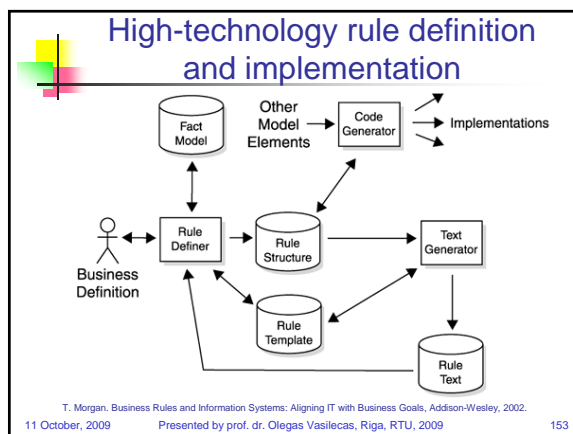 High-technology rule definition
and implementation
Fact
Model
Other
Model
Elements
Code
Generator
Implementations
Business
Definition
Rule
Definer
Rule
Structure
Text
Generator
Rule
Template
Rule
Text
T. Morgan. Business Rules and Information Systems: Aligning IT with Business Goals, Addison-Wesley, 2002.
11 October, 2009 Presented by prof. dr. Olegas Vasilecas, Riga, RTU, 2009 153